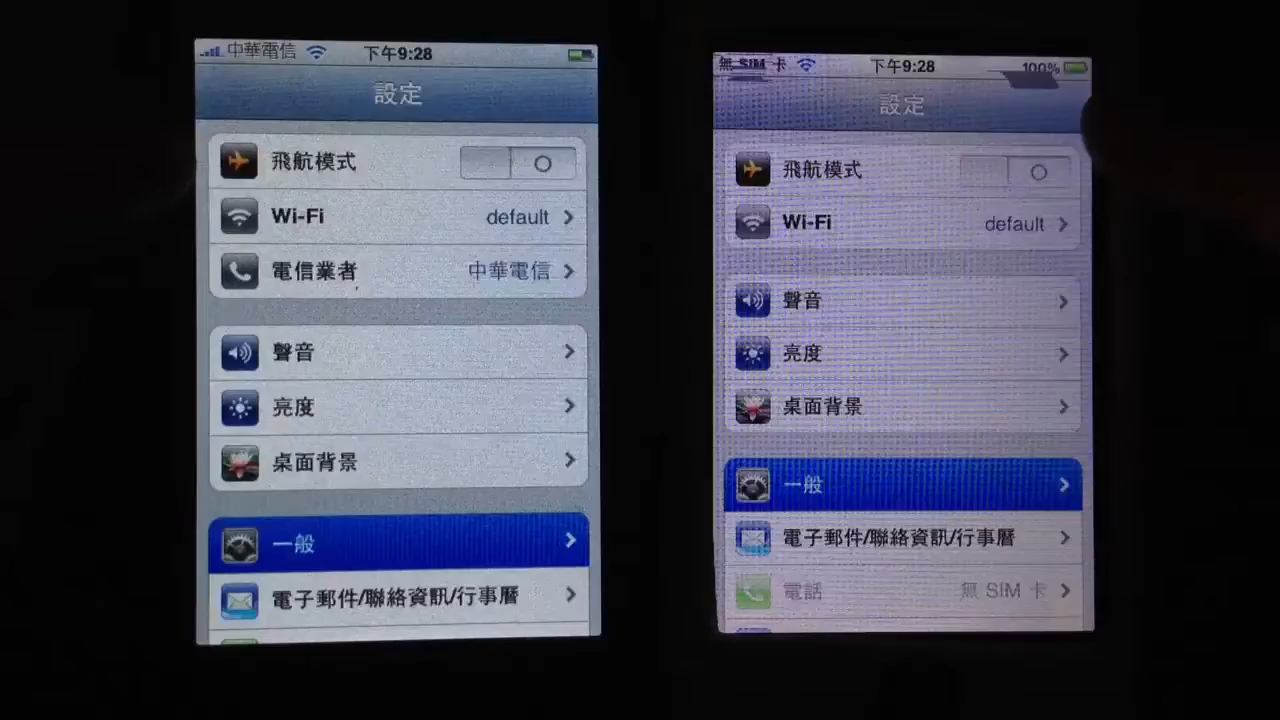 中華電信 下午9:28
設定
飛航模式
Wi-Fi default
電信業者 中華電信
聲音
亮度
桌面背景
一般
電子郵件/聯絡資訊/行事曆
無 SIM 卡 下午9:28 100%
設定
飛航模式
Wi-Fi default
聲音
亮度
桌面背景
一般
電子郵件/聯絡資訊/行事曆
電話 無 SIM 卡